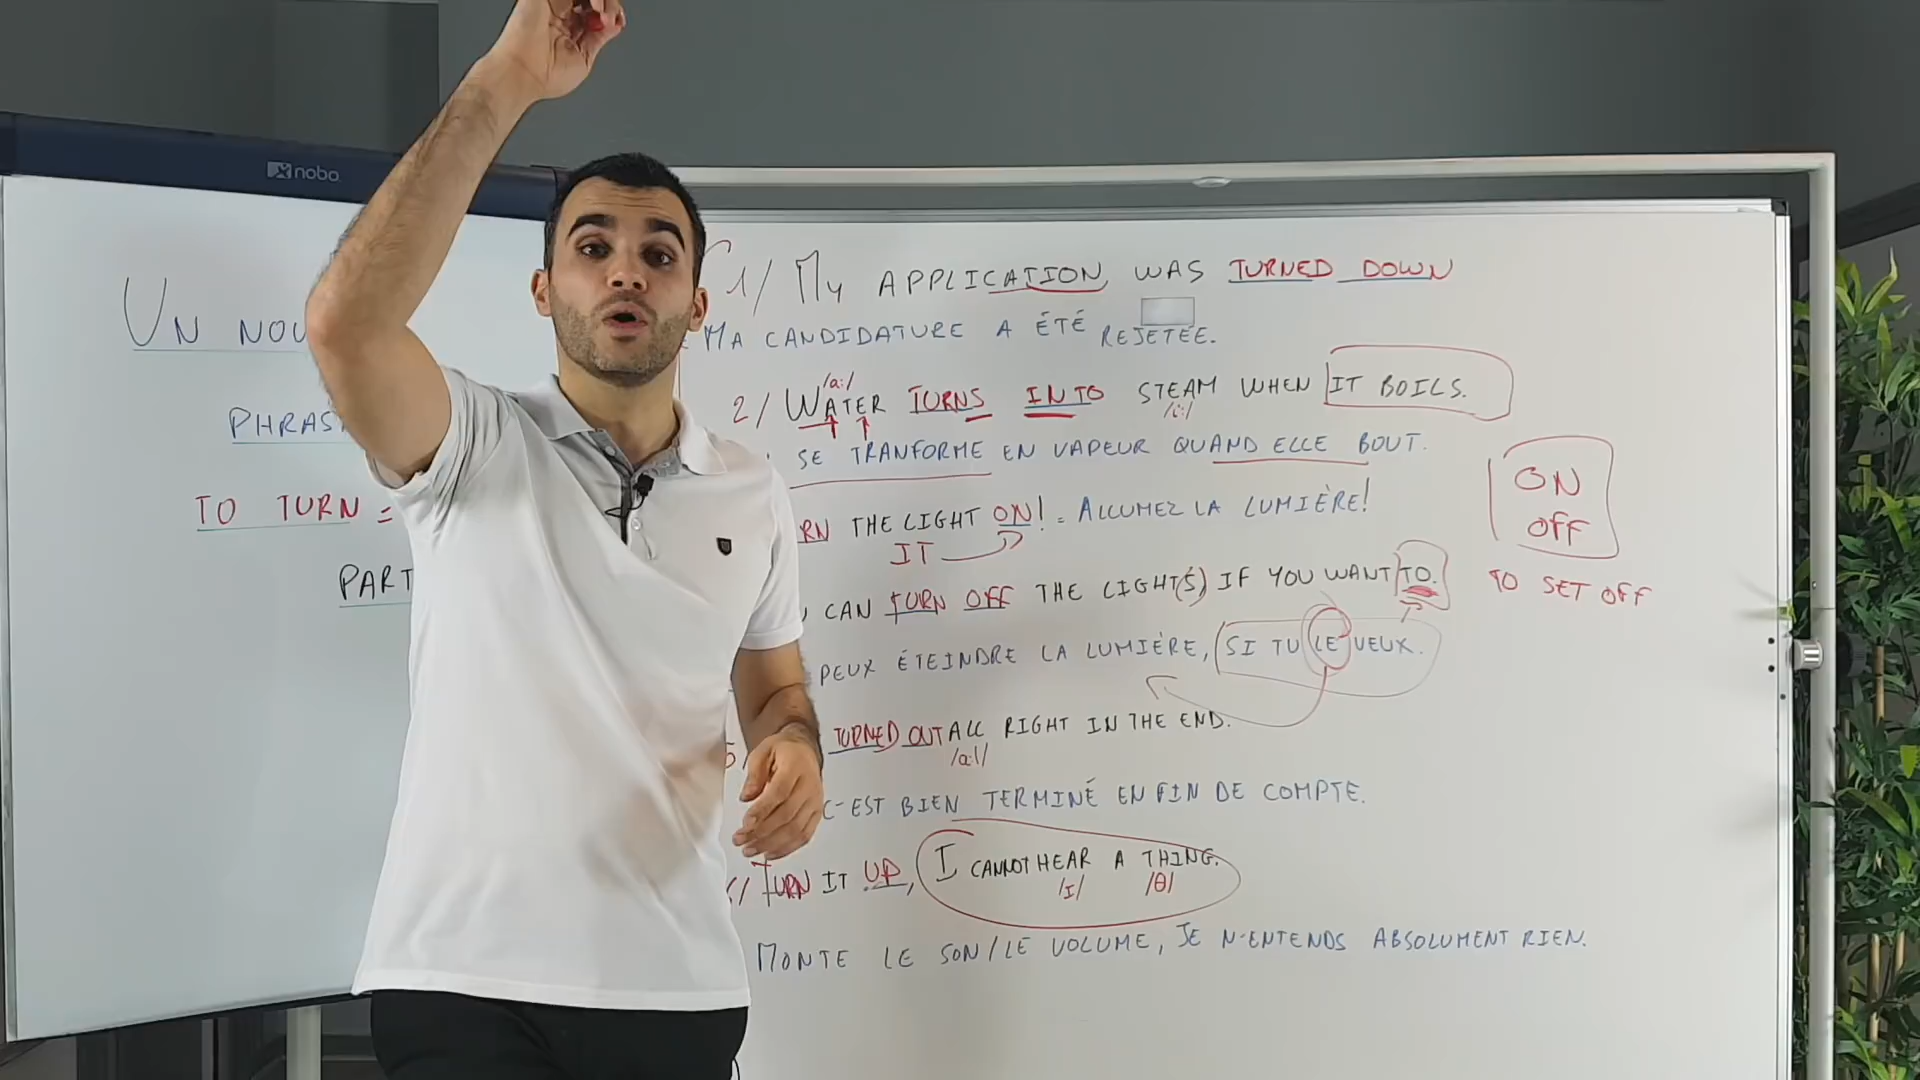 nobo
UN NOU
PHRAS
TO TURN =
PART
1/ My APPLICATION WAS TURNED DOWN
MA CANDIDATURE A ÉTÉ REJETÉE.
/a:/
2/ WATER TURNS INTO STEAM WHEN IT BOILS.
/i:/
SE TRANFORME EN VAPEUR QUAND ELLE BOUT.
RN THE LIGHT ON! = ALLUMEZ LA LUMIÈRE!
IT
CAN TURN OFF THE LIGHT(S) IF YOU WANT TO.
PEUX ÉTEINDRE LA LUMIÈRE, SI TU LE VEUX.
5/ TURNED OUT ALL RIGHT IN THE END.
/a:l/
C'EST BIEN TERMINÉ EN FIN DE COMPTE.
6/ TURN IT UP, I CANNOT HEAR A THING.
/I/ /θ/
MONTE LE SON/LE VOLUME, JE N'ENTENDS ABSOLUMENT RIEN.
ON
OFF
TO SET OFF